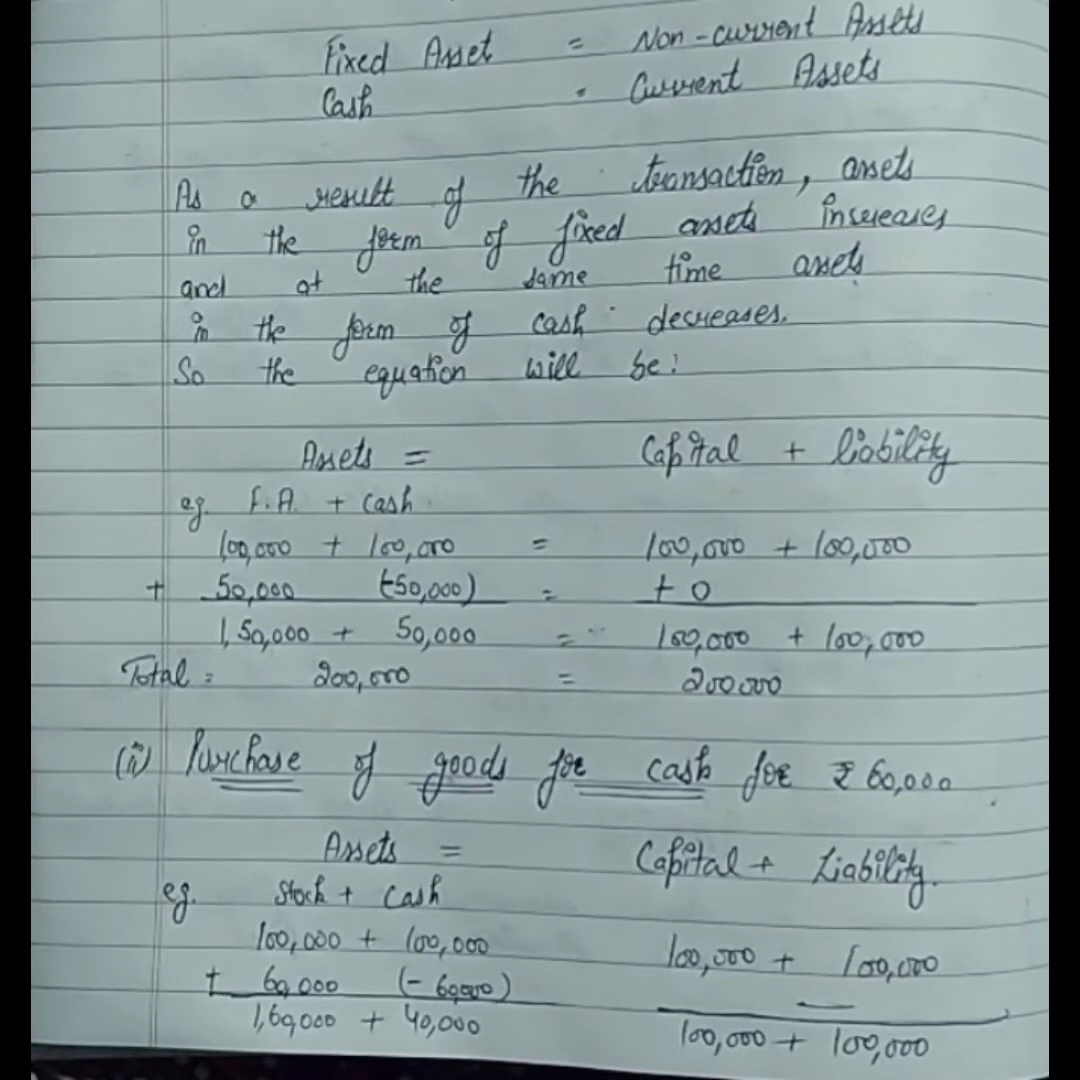 Fixed Asset = Non-current Assets
Cash = Current Assets
As a result of the transaction, assets
in the form of fixed assets increases
and at the same time assets
in the form of cash decreases.
So the equation will be:
Assets = Capital + liability
eg. F.A. + cash
1,00,000 + 100,000 = 100,000 + 100,000
+ 50,000 (-50,000) = + 0
1,50,000 + 50,000 = 100,000 + 100,000
Total = 200,000 = 200000
(ii) Purchase of goods for cash for ₹ 60,000
Assets = Capital + Liability.
eg. Stock + Cash
100,000 + 100,000 100,000 + 100,000
+ 60,000 (- 60,000) —
1,60,000 + 40,000 100,000 + 100,000